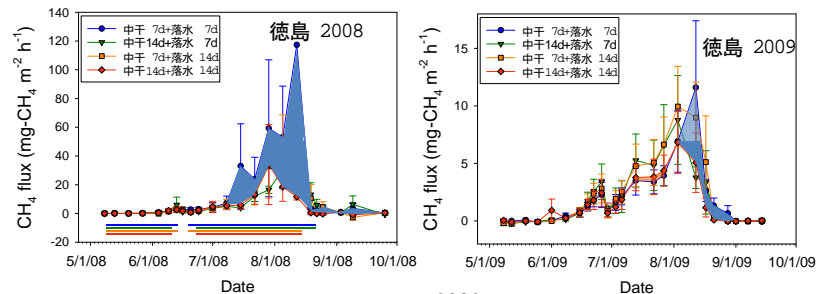 徳島 2008
中干 7d+落水 7d
中干14d+落水 7d
中干 7d+落水 14d
中干14d+落水 14d
CH4 flux (mg-CH4 m-2 h-1)
140
120
100
80
60
40
20
0
-20
5/1/08 6/1/08 7/1/08 8/1/08 9/1/08 10/1/08
Date
徳島 2009
中干 7d+落水 7d
中干14d+落水 7d
中干 7d+落水 14d
中干14d+落水 14d
CH4 flux (mg-CH4 m-2 h-1)
15
10
5
0
5/1/09 6/1/09 7/1/09 8/1/09 9/1/09 10/1/09
Date